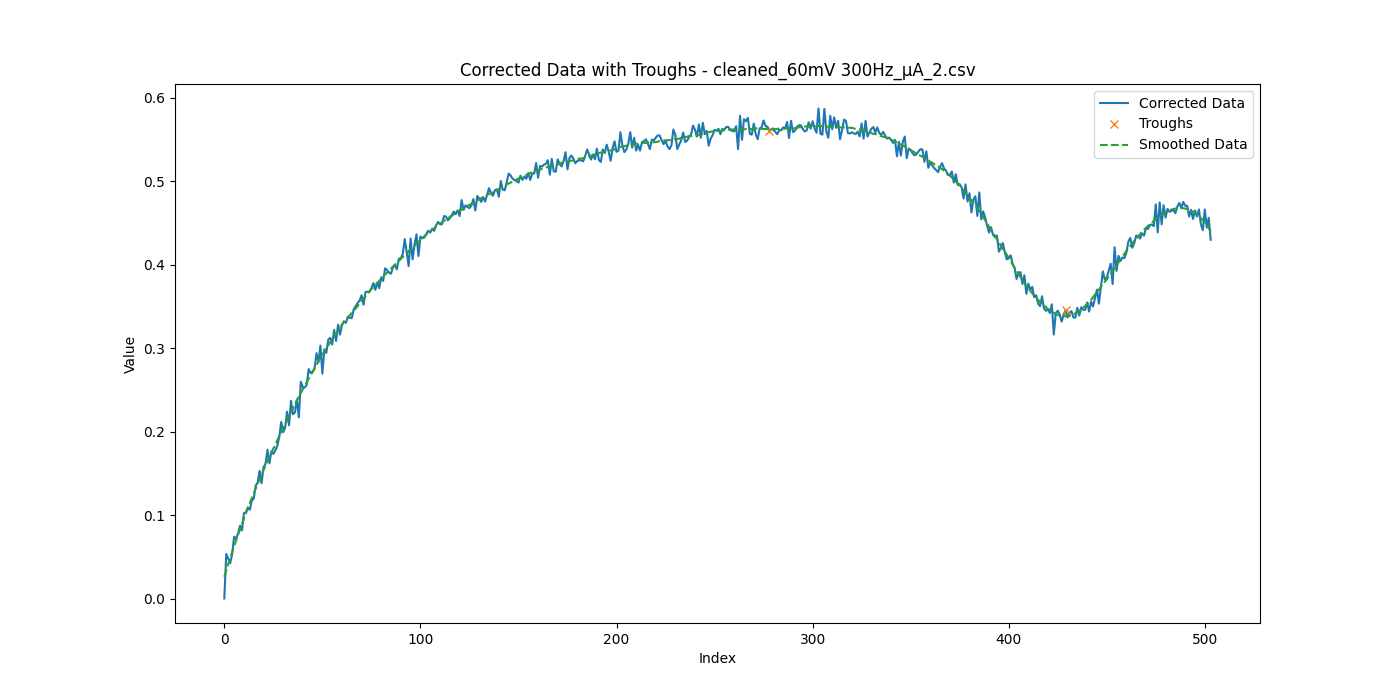 Corrected Data with Troughs - cleaned_60mV 300Hz_μA_2.csv
Corrected Data
Troughs
Smoothed Data
Value
0.6
0.5
0.4
0.3
0.2
0.1
0.0
0 100 200 300 400 500
Index